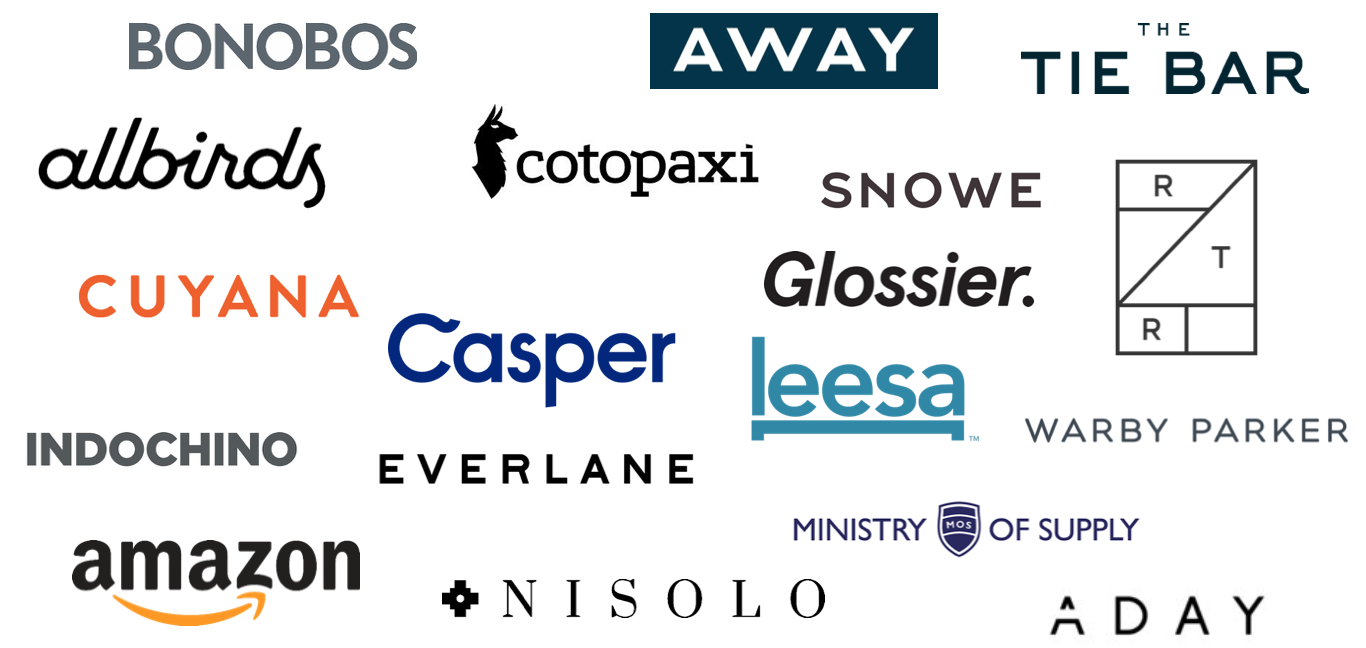 BONOBOS
AWAY
THE
TIE BAR
allbirds
cotopaxi
SNOWE
R
T
R
CUYANA
Glossier.
Casper
leesa
TM
WARBY PARKER
INDOCHINO
EVERLANE
MINISTRY MOS OF SUPPLY
amazon
NISOLO
ADAY